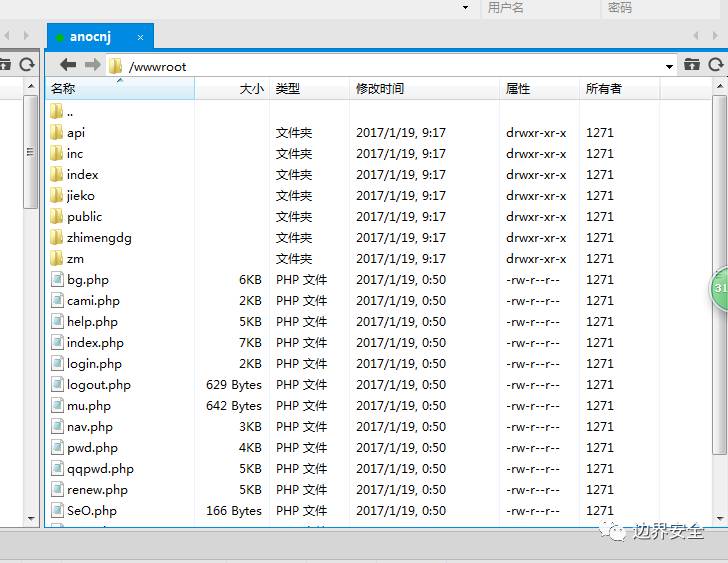 用户名 密码
anocnj ×
/wwwroot
名称 大小 类型 修改时间 属性 所有者
..
api 文件夹 2017/1/19, 9:17 drwxr-xr-x 1271
inc 文件夹 2017/1/19, 9:17 drwxr-xr-x 1271
index 文件夹 2017/1/19, 9:17 drwxr-xr-x 1271
jieko 文件夹 2017/1/19, 9:17 drwxr-xr-x 1271
public 文件夹 2017/1/19, 9:17 drwxr-xr-x 1271
zhimengdg 文件夹 2017/1/19, 9:17 drwxr-xr-x 1271
zm 文件夹 2017/1/19, 9:17 drwxr-xr-x 1271
bg.php 6KB PHP 文件 2017/1/19, 0:50 -rw-r--r-- 1271
cami.php 2KB PHP 文件 2017/1/19, 0:50 -rw-r--r-- 1271
help.php 5KB PHP 文件 2017/1/19, 0:50 -rw-r--r-- 1271
index.php 7KB PHP 文件 2017/1/19, 0:50 -rw-r--r-- 1271
login.php 2KB PHP 文件 2017/1/19, 0:50 -rw-r--r-- 1271
logout.php 629 Bytes PHP 文件 2017/1/19, 0:50 -rw-r--r-- 1271
mu.php 642 Bytes PHP 文件 2017/1/19, 0:50 -rw-r--r-- 1271
nav.php 3KB PHP 文件 2017/1/19, 0:50 -rw-r--r-- 1271
pwd.php 4KB PHP 文件 2017/1/19, 0:50 -rw-r--r-- 1271
qqpwd.php 5KB PHP 文件 2017/1/19, 0:50 -rw-r--r-- 1271
renew.php 5KB PHP 文件 2017/1/19, 0:50 -rw-r--r-- 1271
SeO.php 166 Bytes PHP 文件 2017/1/19, 0:50 -rw-r--r-- 1271
31
边界安全